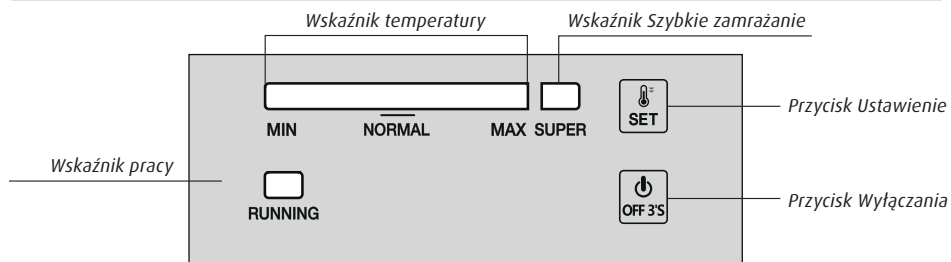 Wskaźnik temperatury
Wskaźnik Szybkie zamrażanie
MIN
NORMAL
MAX
SUPER
SET
Przycisk Ustawienie
Wskaźnik pracy
RUNNING
OFF 3'S
Przycisk Wyłączania